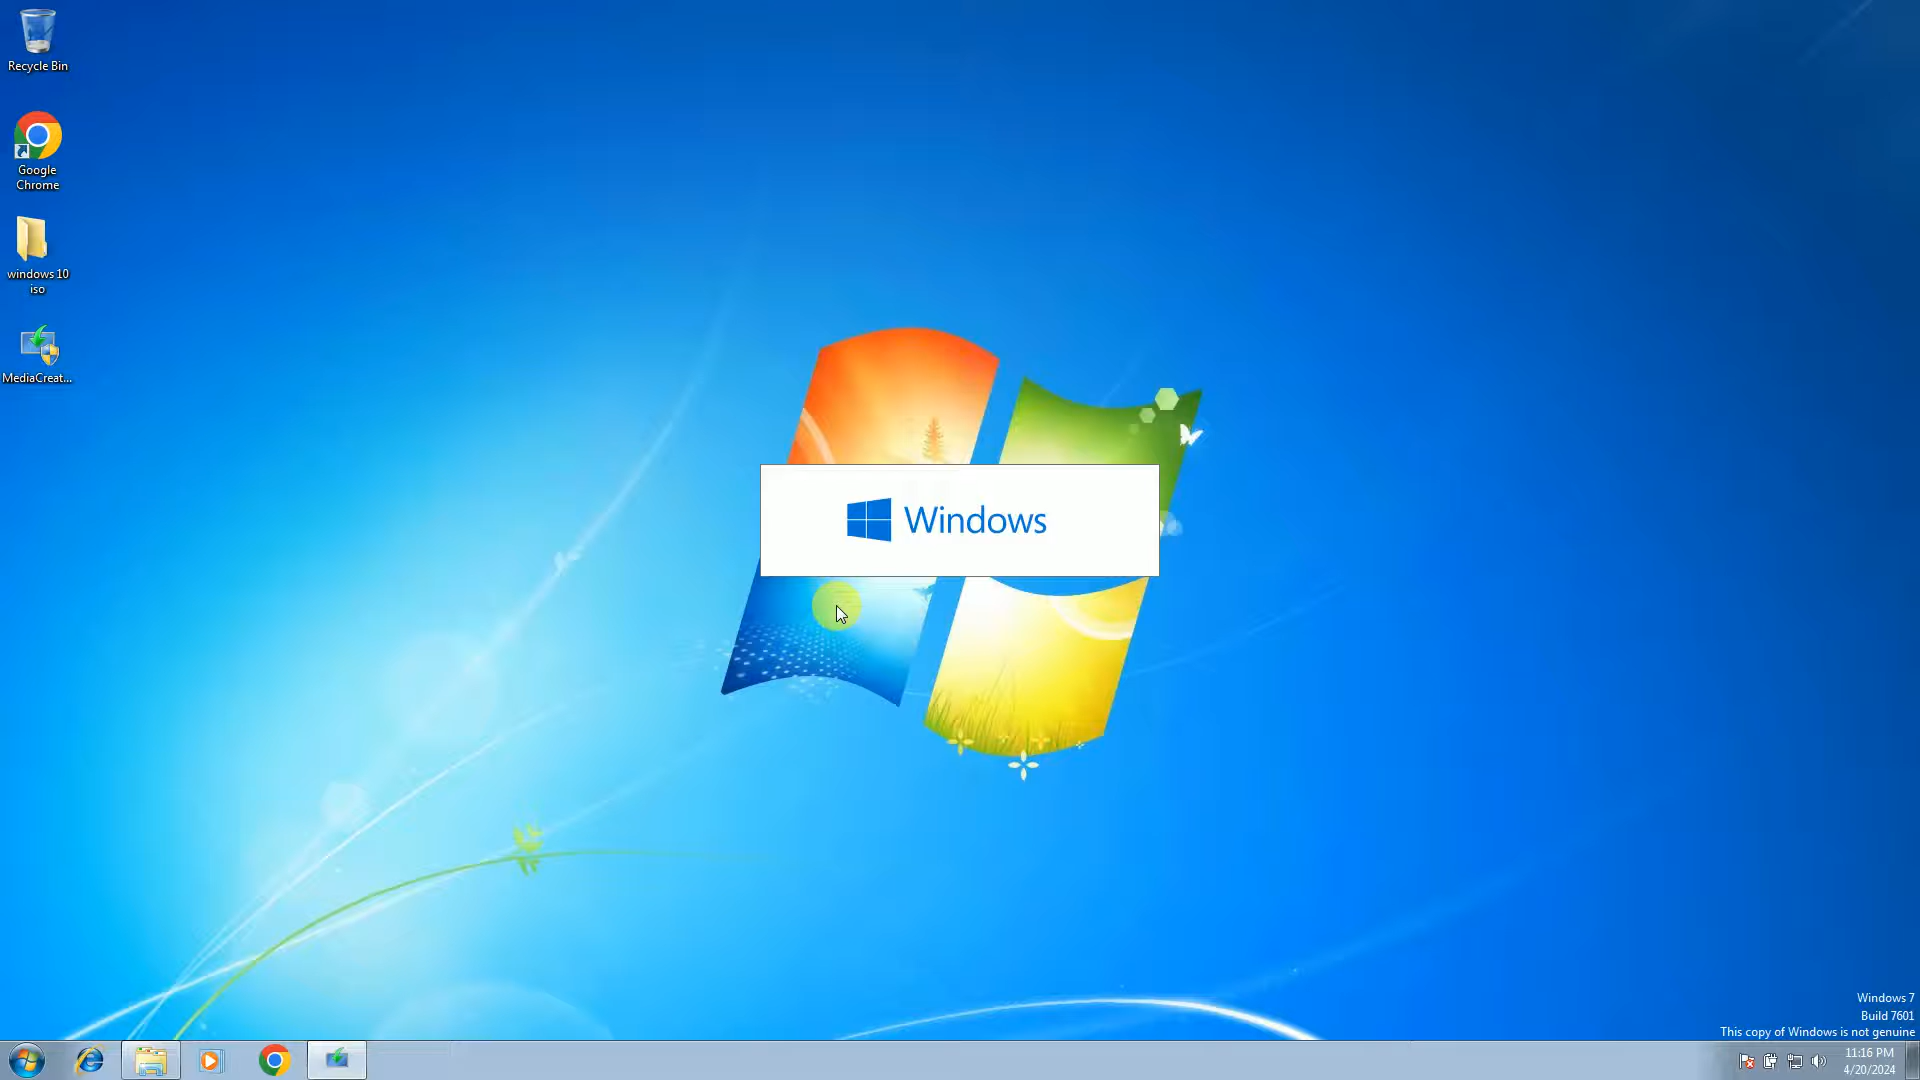 Recycle Bin
Google
Chrome
windows 10
iso
MediaCreat...
Windows
Windows 7
Build 7601
This copy of Windows is not genuine
11:16 PM
4/20/2024